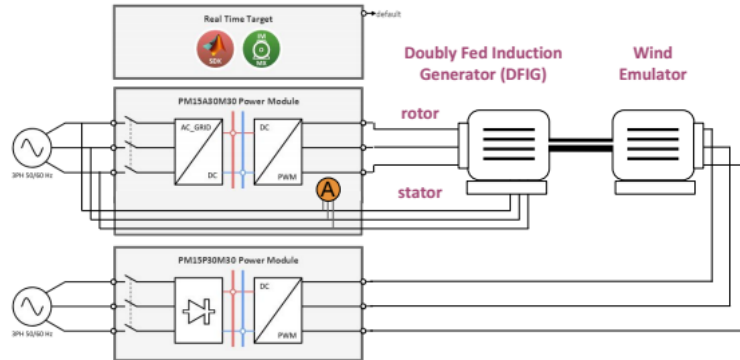 Real Time Target
default
SDK
IM
MB
Doubly Fed Induction
Generator (DFIG)
Wind
Emulator
PM15A30M30 Power Module
AC_GRID
DC
DC
PWM
rotor
A
stator
3PH 50/60 Hz
PM15P30M30 Power Module
DC
PWM
3PH 50/60 Hz